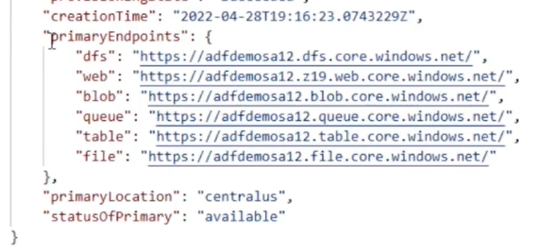 "creationTime": "2022-04-28T19:16:23.0743229Z",
"primaryEndpoints": {
"dfs": "https://adfdemosa12.dfs.core.windows.net/",
"web": "https://adfdemosa12.z19.web.core.windows.net/",
"blob": "https://adfdemosa12.blob.core.windows.net/",
"queue": "https://adfdemosa12.queue.core.windows.net/",
"table": "https://adfdemosa12.table.core.windows.net/",
"file": "https://adfdemosa12.file.core.windows.net/"
},
"primaryLocation": "centralus",
"statusOfPrimary": "available"
}